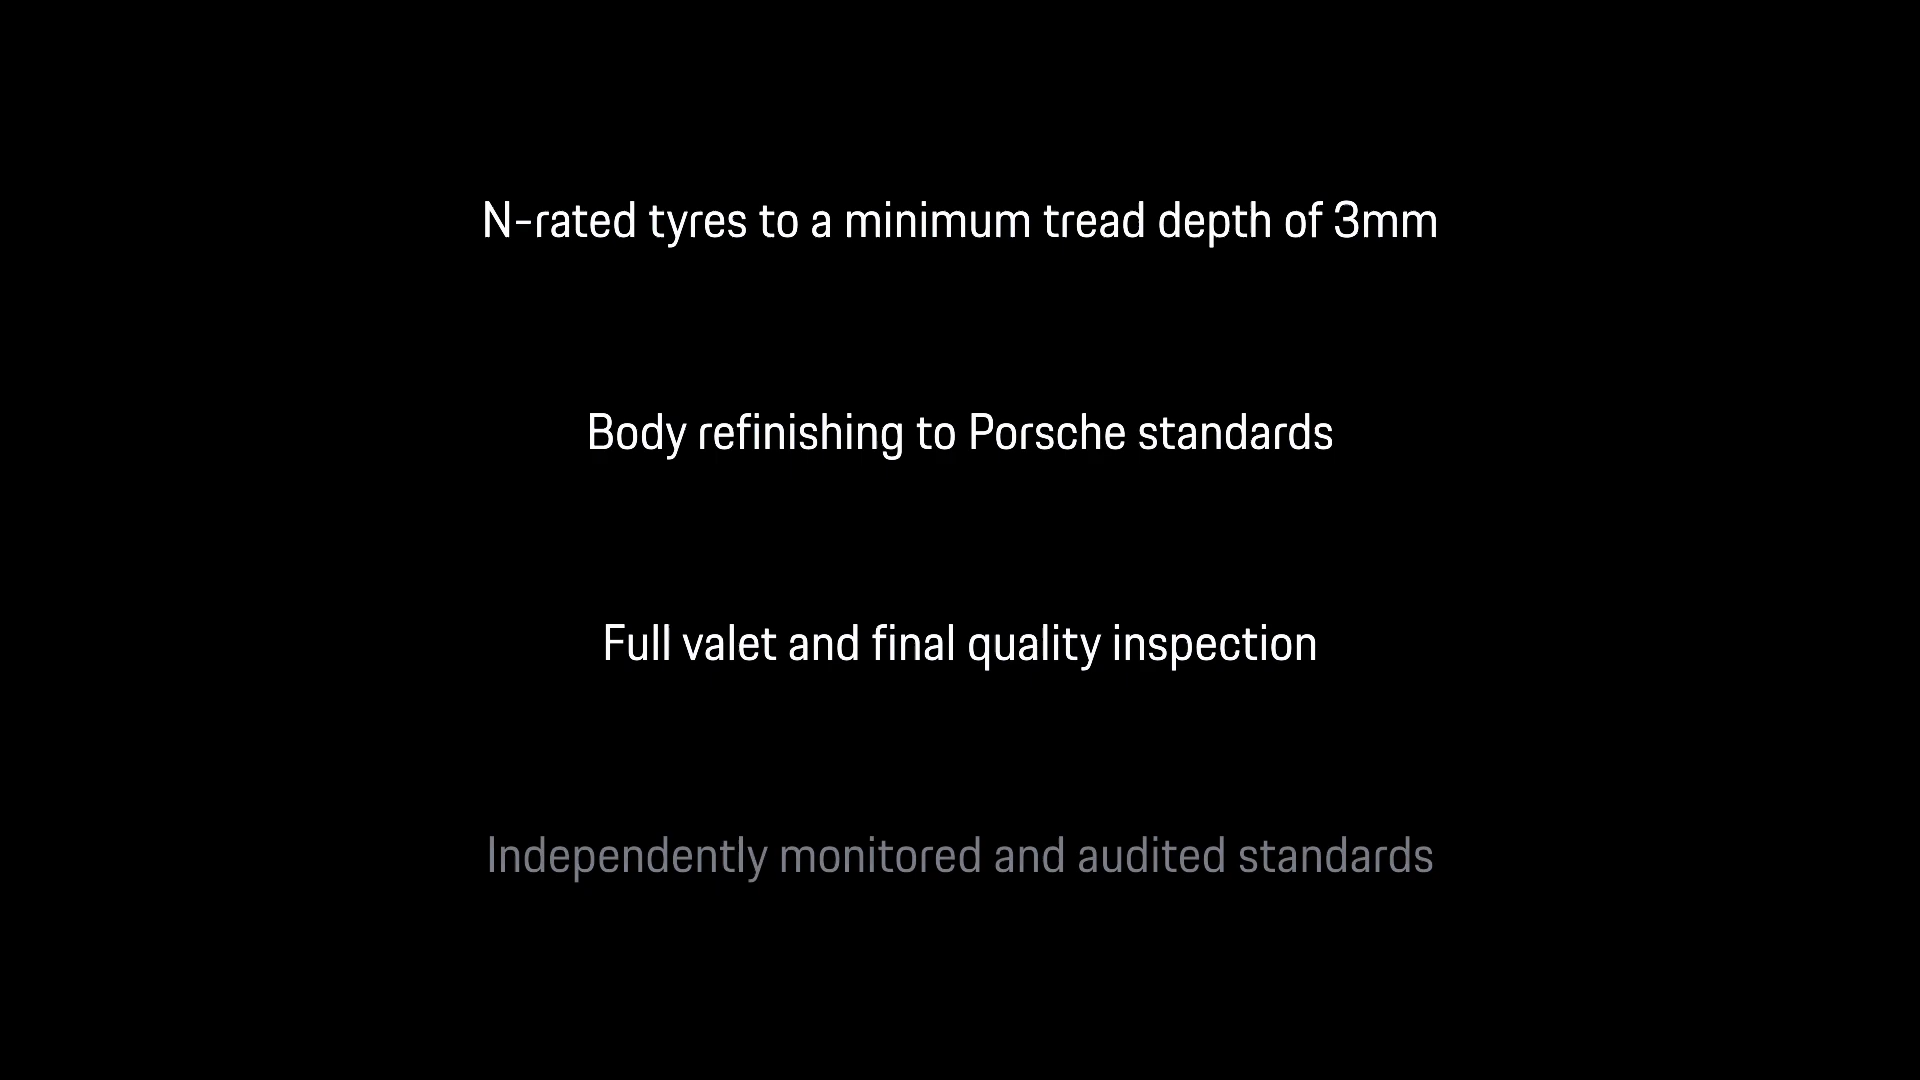 N-rated tyres to a minimum tread depth of 3mm
Body refinishing to Porsche standards
Full valet and final quality inspection
Independently monitored and audited standards